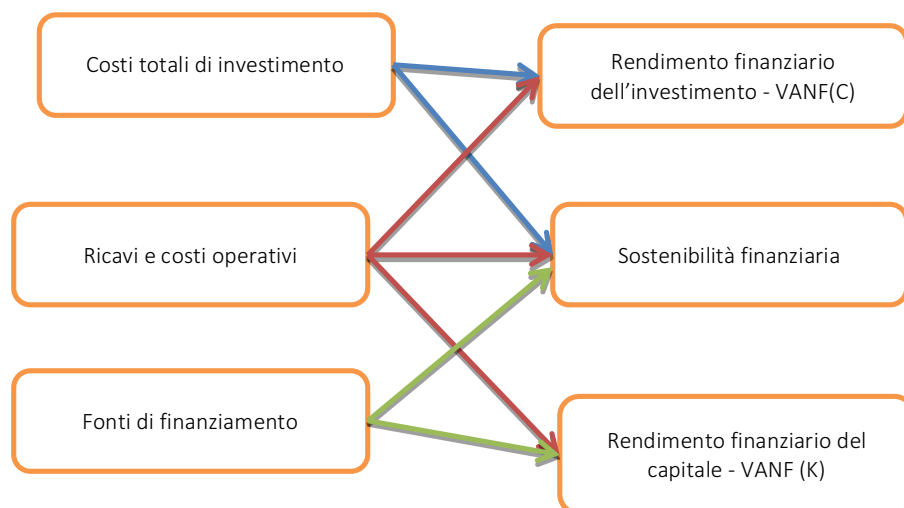 Costi totali di investimento
Rendimento finanziario
dell’investimento - VANF(C)
Ricavi e costi operativi
Sostenibilità finanziaria
Fonti di finanziamento
Rendimento finanziario del
capitale - VANF (K)